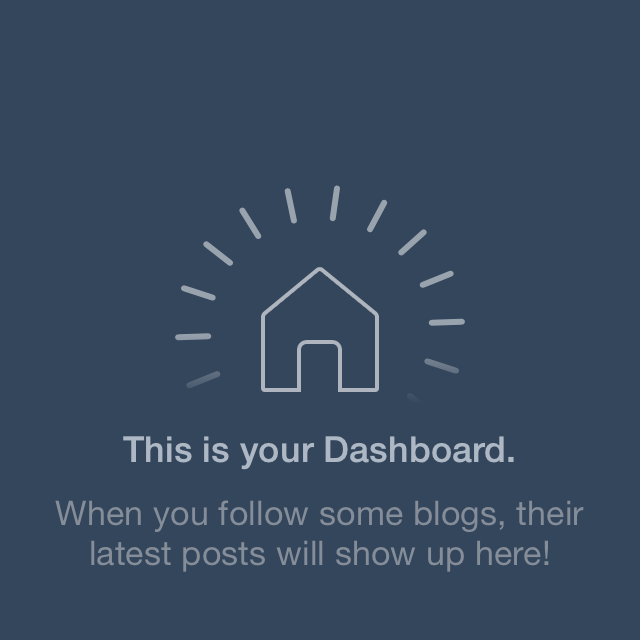 This is your Dashboard.
When you follow some blogs, their
latest posts will show up here!